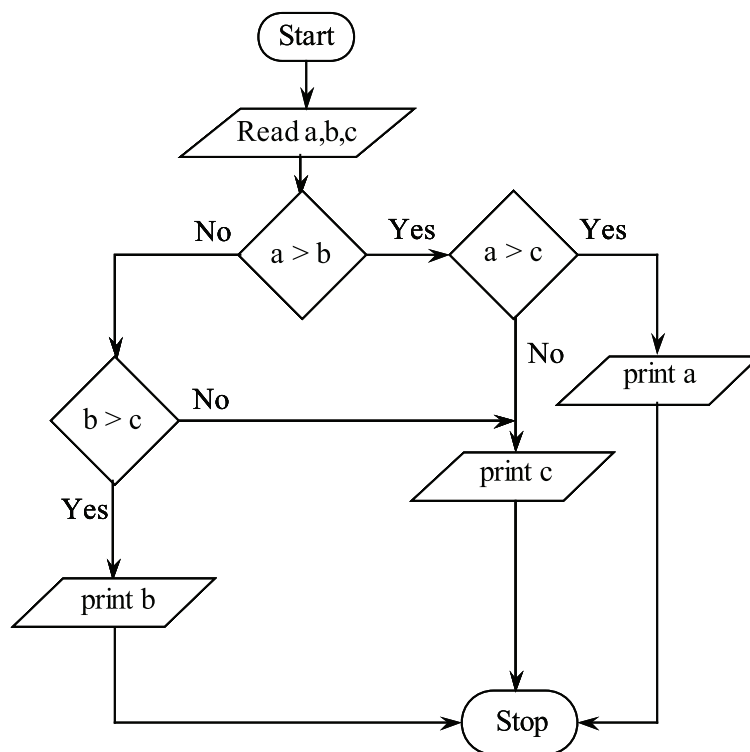 Start
Read a,b,c
No
a > b
Yes
a > c
Yes
No
print a
b > c
No
print c
Yes
print b
Stop